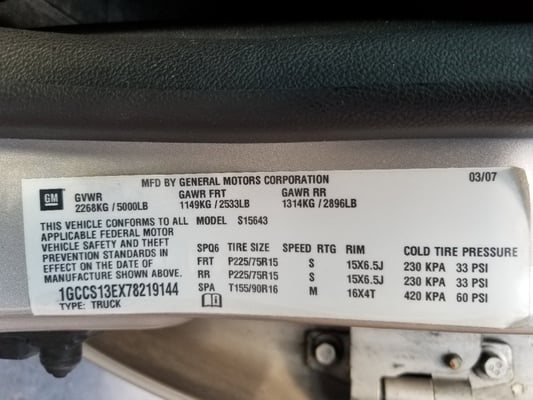 MFD BY GENERAL MOTORS CORPORATION 03/07
GM
GVWR GAWR FRT GAWR RR
2268KG / 5000LB 1149KG / 2533LB 1314KG / 2896LB
THIS VEHICLE CONFORMS TO ALL MODEL S15643
APPLICABLE FEDERAL MOTOR
VEHICLE SAFETY AND THEFT
PREVENTION STANDARDS IN
EFFECT ON THE DATE OF
MANUFACTURE SHOWN ABOVE.
1GCCS13EX78219144
TYPE: TRUCK
SPQ6 TIRE SIZE SPEED RTG RIM COLD TIRE PRESSURE
FRT P225/75R15 S 15X6.5J 230 KPA 33 PSI
RR P225/75R15 S 15X6.5J 230 KPA 33 PSI
SPA T155/90R16 M 16X4T 420 KPA 60 PSI